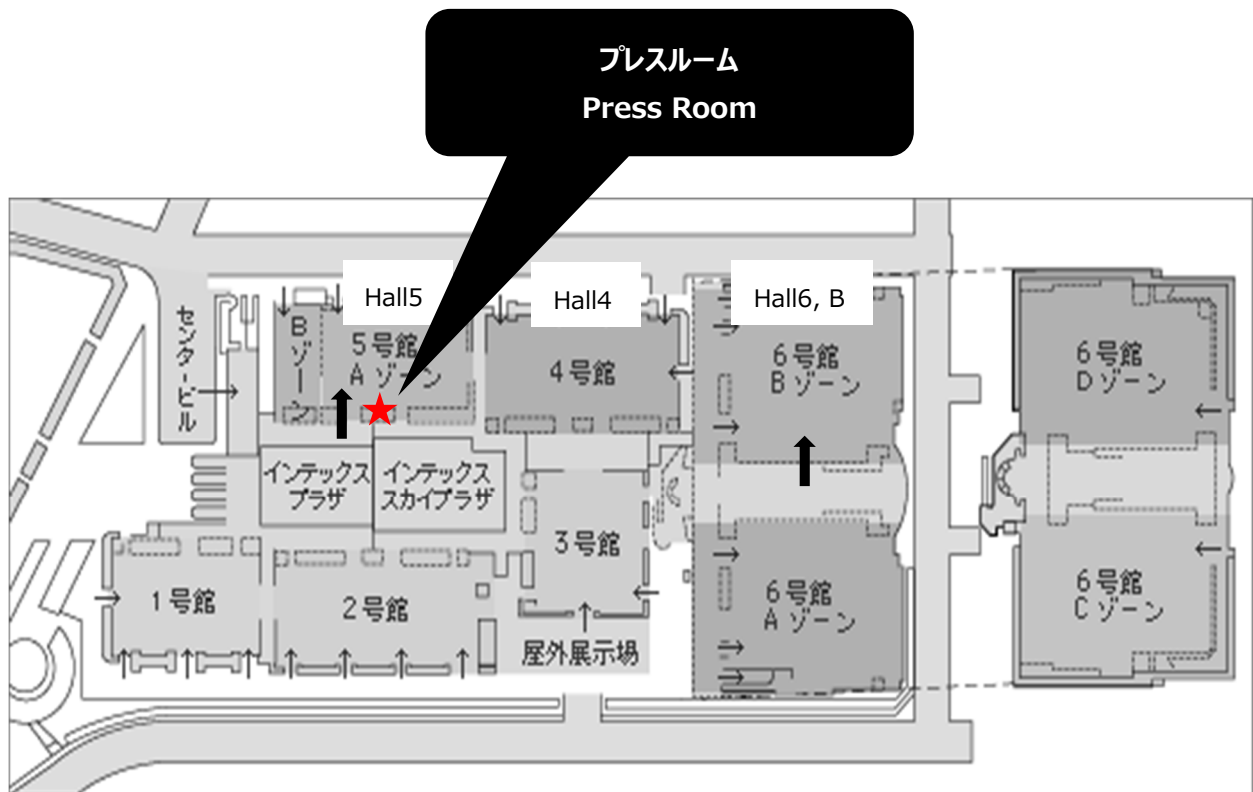 プレスルーム
Press Room
Hall5
Hall4
Hall6, B
センタービル
Bゾーン
5号館
Aゾーン
4号館
6号館
Bゾーン
6号館
Dゾーン
インテックス
プラザ
インテックス
スカイプラザ
3号館
1号館
2号館
6号館
Aゾーン
6号館
Cゾーン
屋外展示場